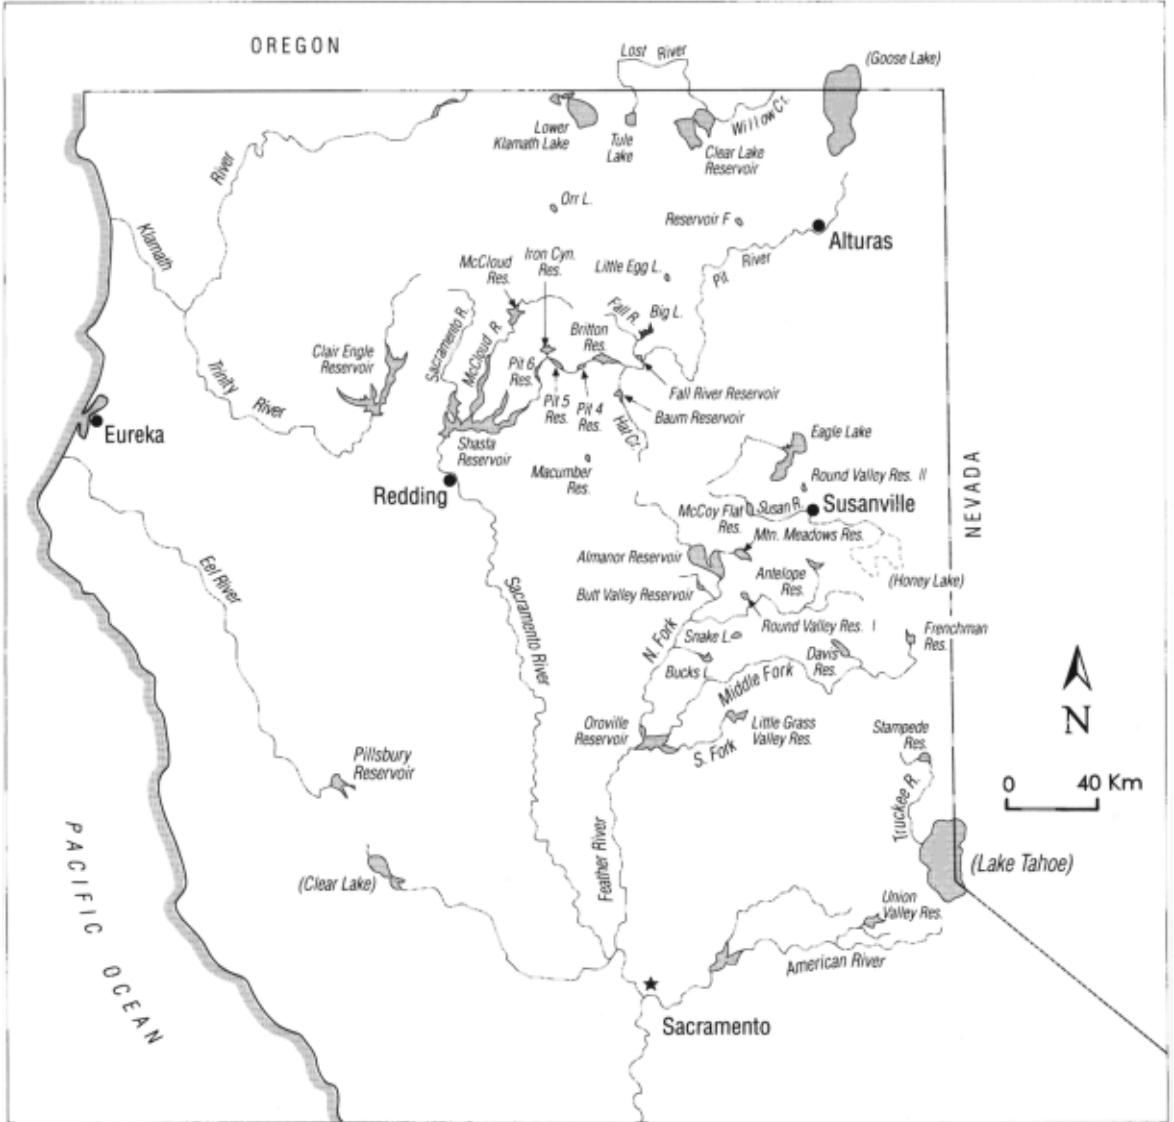 OREGON
Lost River
(Goose Lake)
Willow Cr.
Lower
Klamath Lake
Tule
Lake
Clear Lake
Reservoir
River
Klamath
Orr L.
Reservoir F
Alturas
Pit River
Iron Cyn.
Res.
McCloud
Res.
Little Egg L.
Fall R.
Big L.
Sacramento R.
McCloud R.
Britton
Res.
Clair Engle
Reservoir
Pit 6
Res.
Trinity River
Pit 5
Res.
Pit 4
Res.
Fall River Reservoir
Baum Reservoir
Hat Cr.
Eureka
Shasta
Reservoir
Eagle Lake
NEVADA
Macumber
Res.
Round Valley Res. II
Redding
McCoy Flat
Res.
Susan R.
Susanville
Mtn. Meadows Res.
Almanor Reservoir
Antelope
Res.
(Honey Lake)
Eel River
Butt Valley Reservoir
Sacramento River
Round Valley Res. I
Frenchman
Res.
N. Fork
Snake L.
Davis
Res.
Bucks L.
Middle Fork
Oroville
Reservoir
Little Grass
Valley Res.
S. Fork
Stampede
Res.
N
Pillsbury
Reservoir
0 40 Km
Truckee R.
PACIFIC OCEAN
Feather River
(Lake Tahoe)
(Clear Lake)
Union
Valley Res.
American River
Sacramento